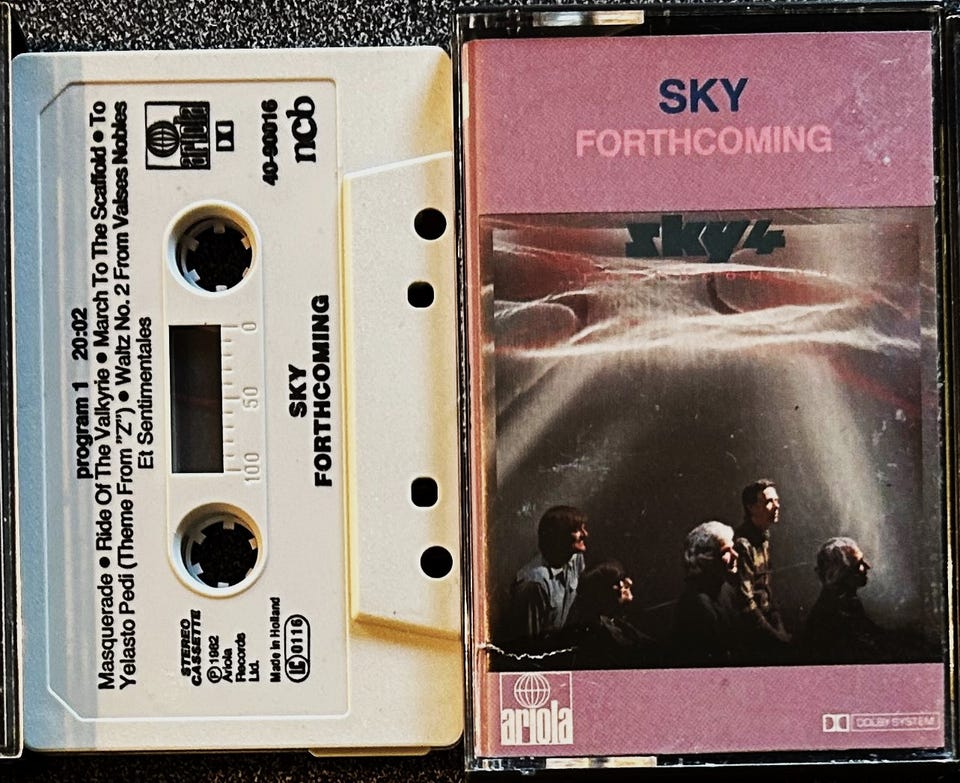 program 1 20:02
Masquerade ● Ride Of The Valkyrie ● March To The Scaffold ● To
Yelasto Pedi (Theme From "Z") ● Waltz No. 2 From Valses Nobles
Et Sentimentales
ariola
40-90016
ncb
0
50
100
STEREO
CASSETTE
Ⓟ 1982
Ariola
Records
Ltd.
Made in Holland
LC 0116
SKY
FORTHCOMING
SKY
FORTHCOMING
sky4
ariola
DOLBY SYSTEM